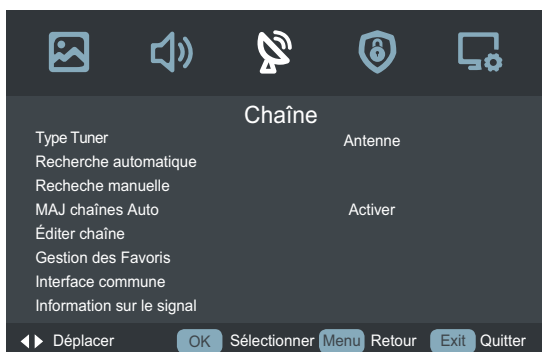 Chaîne
Type Tuner Antenne
Recherche automatique
Recheche manuelle
MAJ chaînes Auto Activer
Éditer chaîne
Gestion des Favoris
Interface commune
Information sur le signal
Déplacer OK Sélectionner Menu Retour Exit Quitter